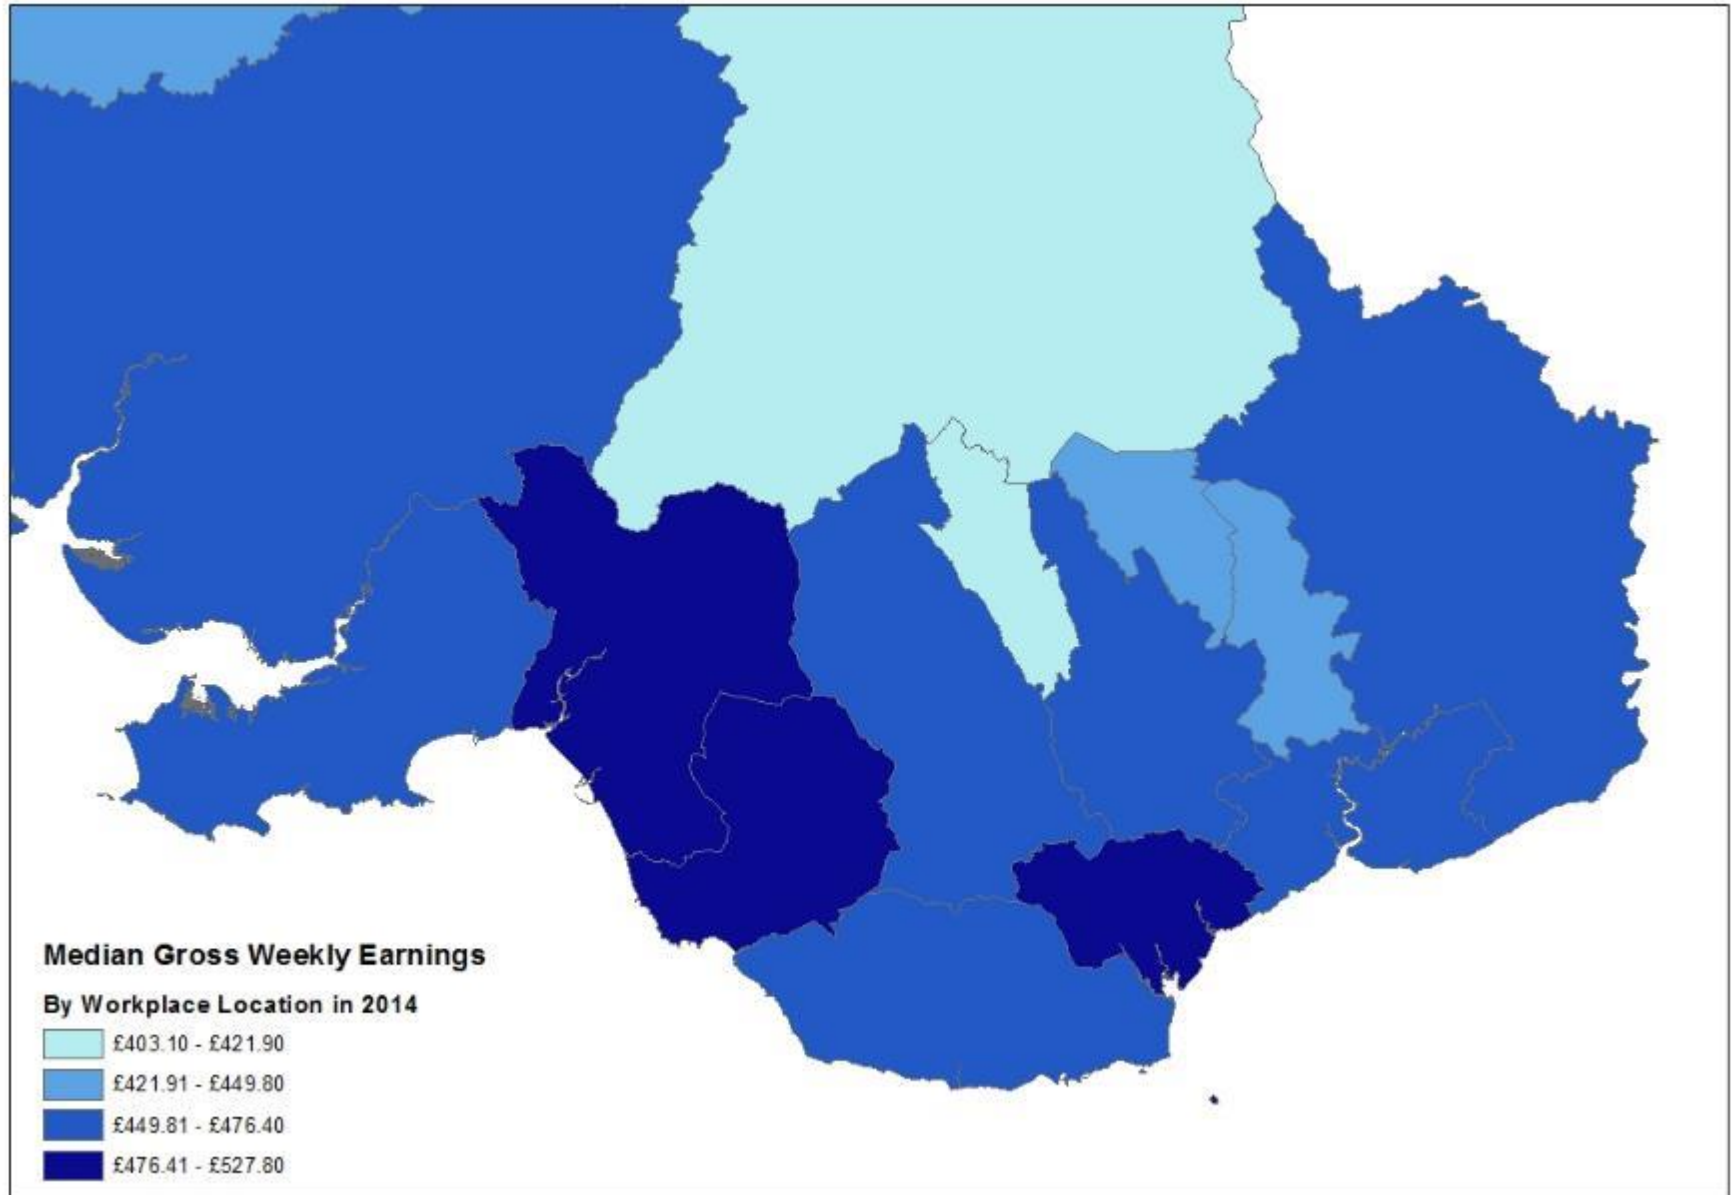 Median Gross Weekly Earnings
By Workplace Location in 2014
£403.10 - £421.90
£421.91 - £449.80
£449.81 - £476.40
£476.41 - £527.80